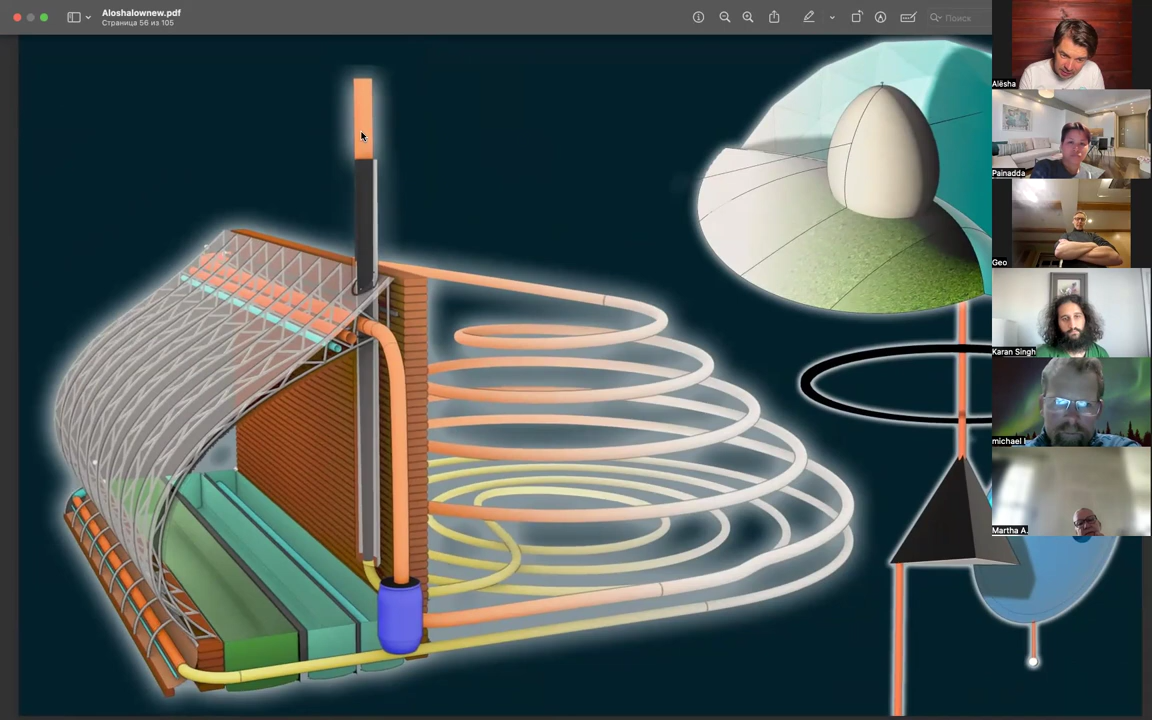 Aloshalownew.pdf
Страница 56 из 105
Поиск
Alësha
Painadda
Geo
Karan Singh
michael l
Martha A.